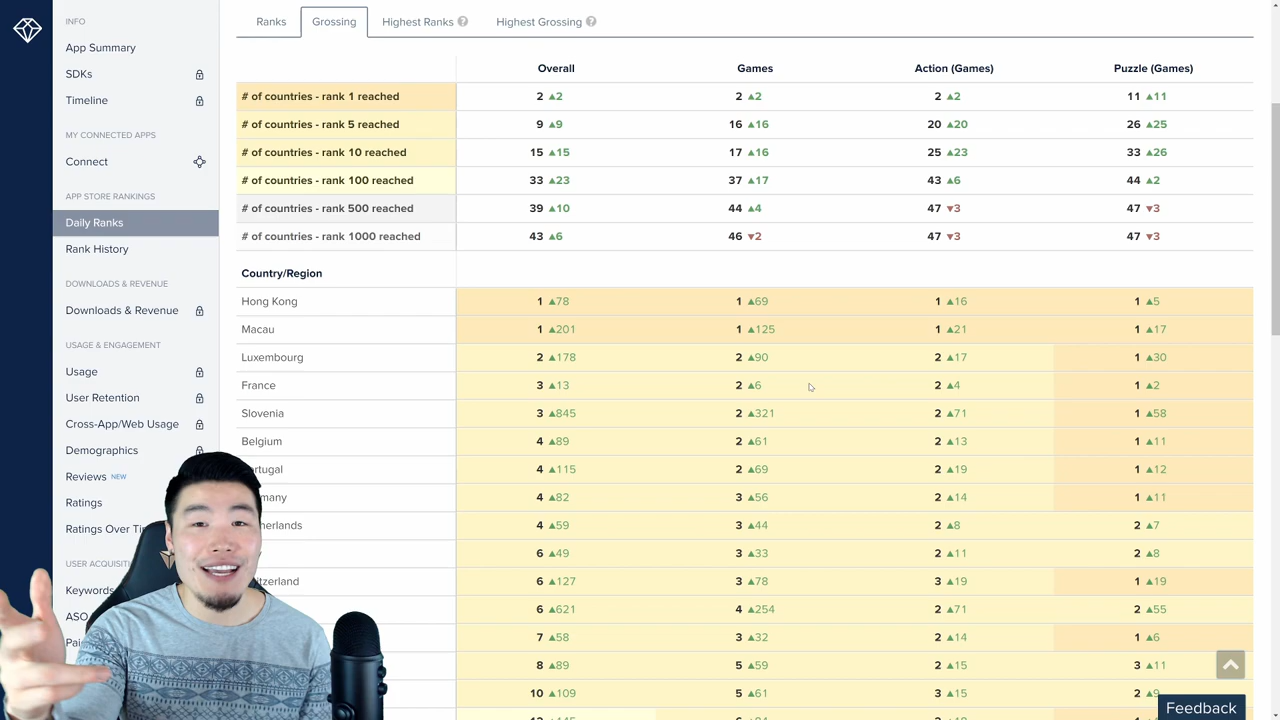 INFO
App Summary
SDKs
Timeline
MY CONNECTED APPS
Connect
APP STORE RANKINGS
Daily Ranks
Rank History
DOWNLOADS & REVENUE
Downloads & Revenue
USAGE & ENGAGEMENT
Usage
User Retention
Cross-App/Web Usage
Demographics
Reviews NEW
Ratings
Ratings Over
USER
Keywords
ASO
Ranks Grossing Highest Ranks ? Highest Grossing ?
Overall Games Action (Games) Puzzle (Games)
# of countries - rank 1 reached 2 ▲2 2 ▲2 2 ▲2 11 ▲11
# of countries - rank 5 reached 9 ▲9 16 ▲16 20 ▲20 26 ▲25
# of countries - rank 10 reached 15 ▲15 17 ▲16 25 ▲23 33 ▲26
# of countries - rank 100 reached 33 ▲23 37 ▲17 43 ▲6 44 ▲2
# of countries - rank 500 reached 39 ▲10 44 ▲4 47 ▼3 47 ▼3
# of countries - rank 1000 reached 43 ▲6 46 ▼2 47 ▼3 47 ▼3
Country/Region
Hong Kong 1 ▲78 1 ▲69 1 ▲16 1 ▲5
Macau 1 ▲201 1 ▲125 1 ▲21 1 ▲17
Luxembourg 2 ▲178 2 ▲90 2 ▲17 1 ▲30
France 3 ▲13 2 ▲6 2 ▲4 1 ▲2
Slovenia 3 ▲845 2 ▲321 2 ▲71 1 ▲58
Belgium 4 ▲89 2 ▲61 2 ▲13 1 ▲11
rtugal 4 ▲115 2 ▲69 2 ▲19 1 ▲12
many 4 ▲82 3 ▲56 2 ▲14 1 ▲11
herlands 4 ▲59 3 ▲44 2 ▲8 2 ▲7
6 ▲49 3 ▲33 2 ▲11 2 ▲8
itzerland 6 ▲127 3 ▲78 3 ▲19 1 ▲19
6 ▲621 4 ▲254 2 ▲71 2 ▲55
7 ▲58 3 ▲32 2 ▲14 1 ▲6
8 ▲89 5 ▲59 2 ▲15 3 ▲11
10 ▲109 5 ▲61 3 ▲15 2 ▲9
Feedback